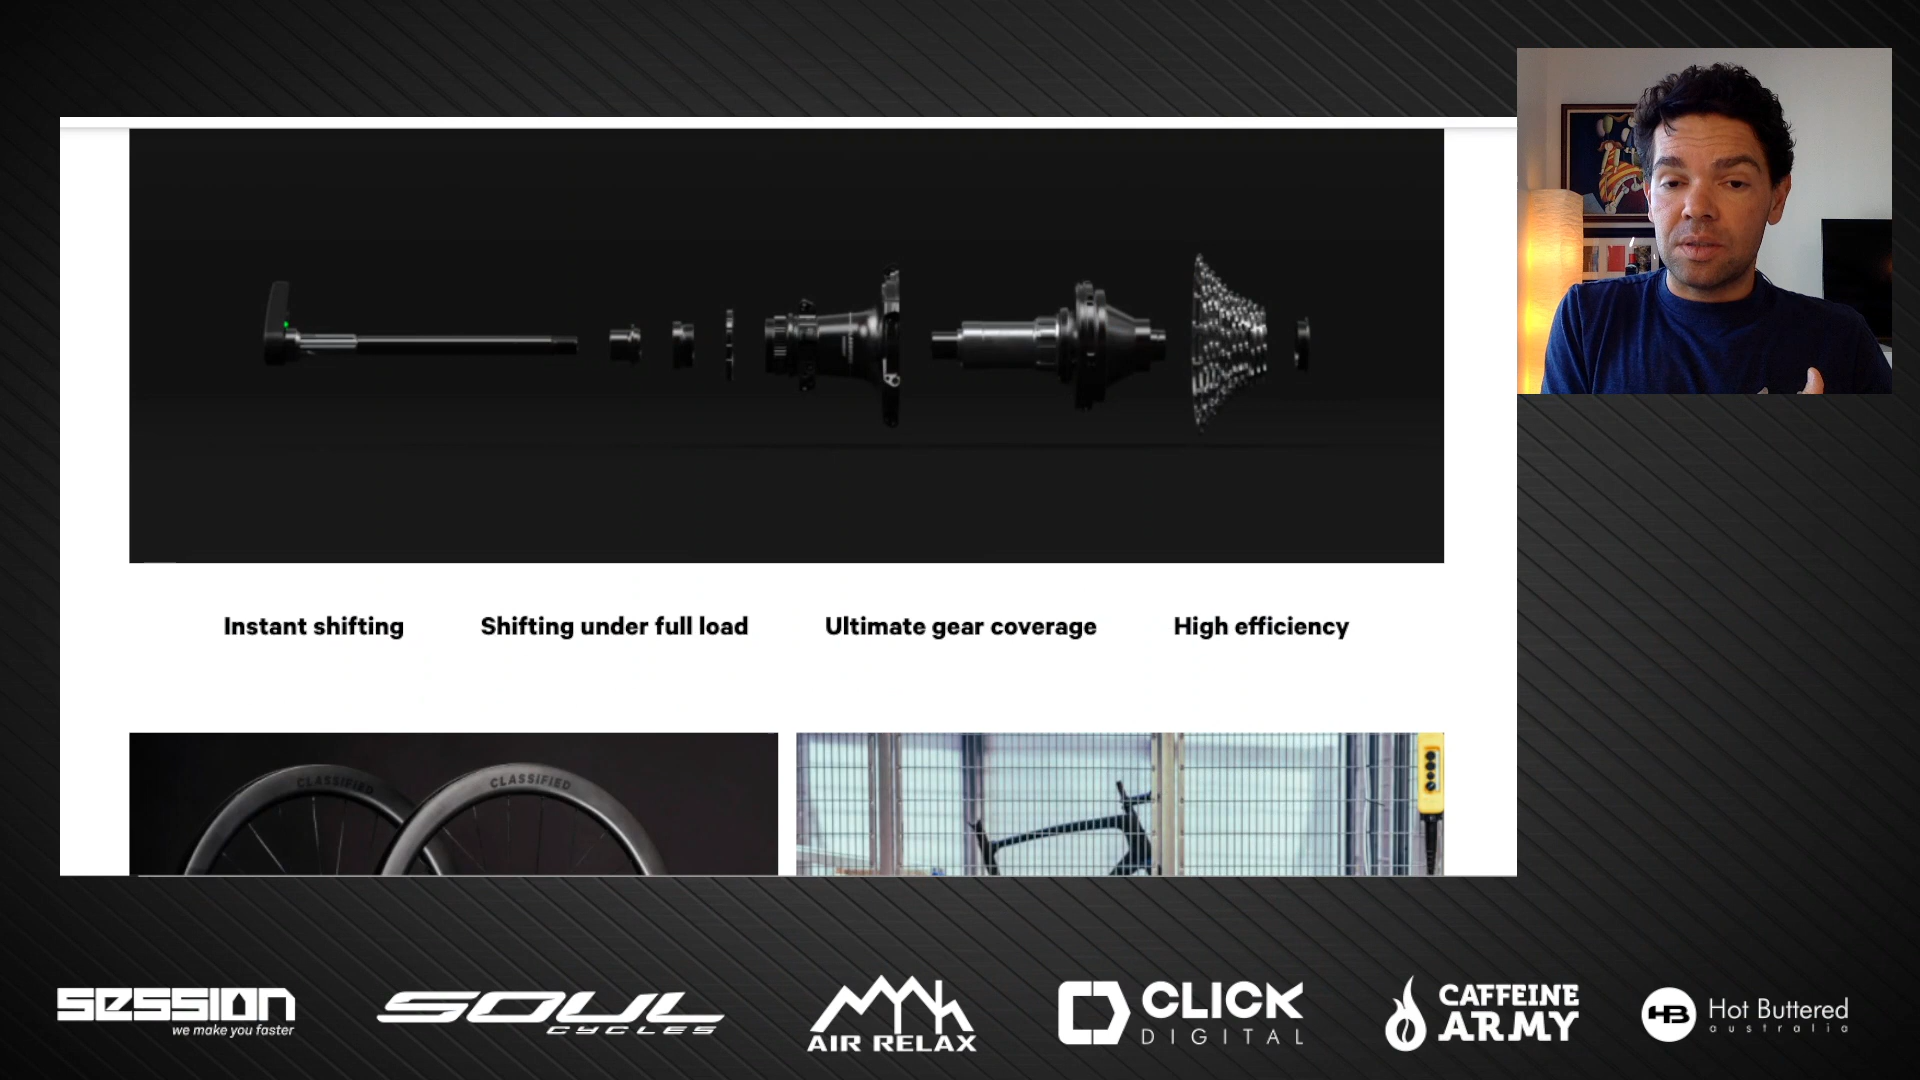 Instant shifting
Shifting under full load
Ultimate gear coverage
High efficiency
CLASSIFIED
CLASSIFIED
SESSION
we make you faster
SOUL
CYCLES
AIR RELAX
CLICK
DIGITAL
CAFFEINE
ARMY
HB
Hot Buttered
australia